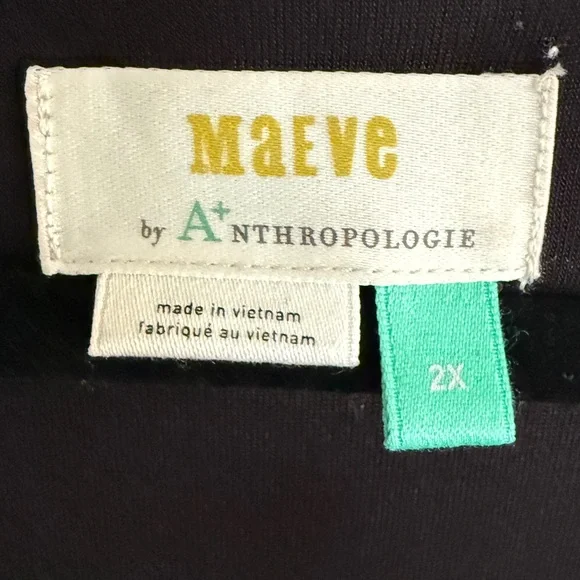 MaEVe
by A+NTHROPOLOGIE
made in vietnam
fabriqué au vietnam
2X